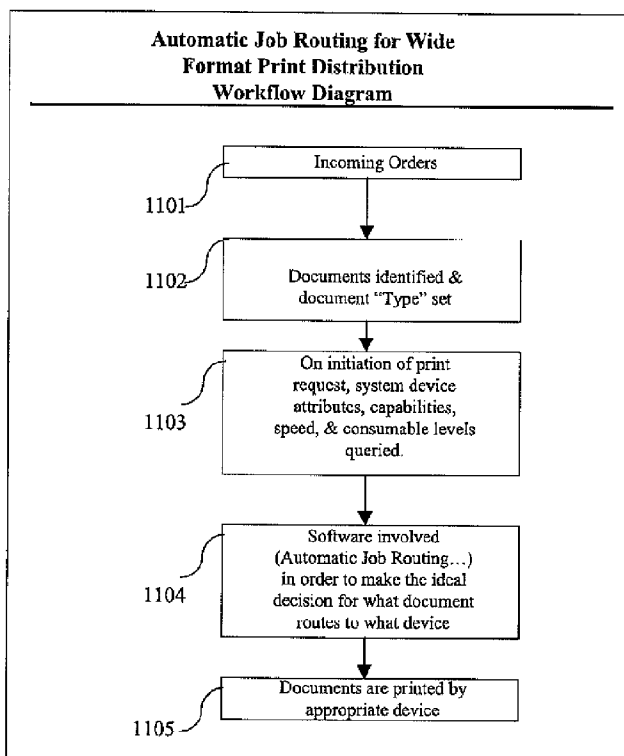 Automatic Job Routing for Wide
Format Print Distribution
Workflow Diagram
Incoming Orders
1101
1102
Documents identified &
document “Type” set
On initiation of print
request, system device
attributes, capabilities,
speed, & consumable levels
queried.
1103
Software involved
(Automatic Job Routing...)
in order to make the ideal
decision for what document
routes to what device
1104
Documents are printed by
appropriate device
1105